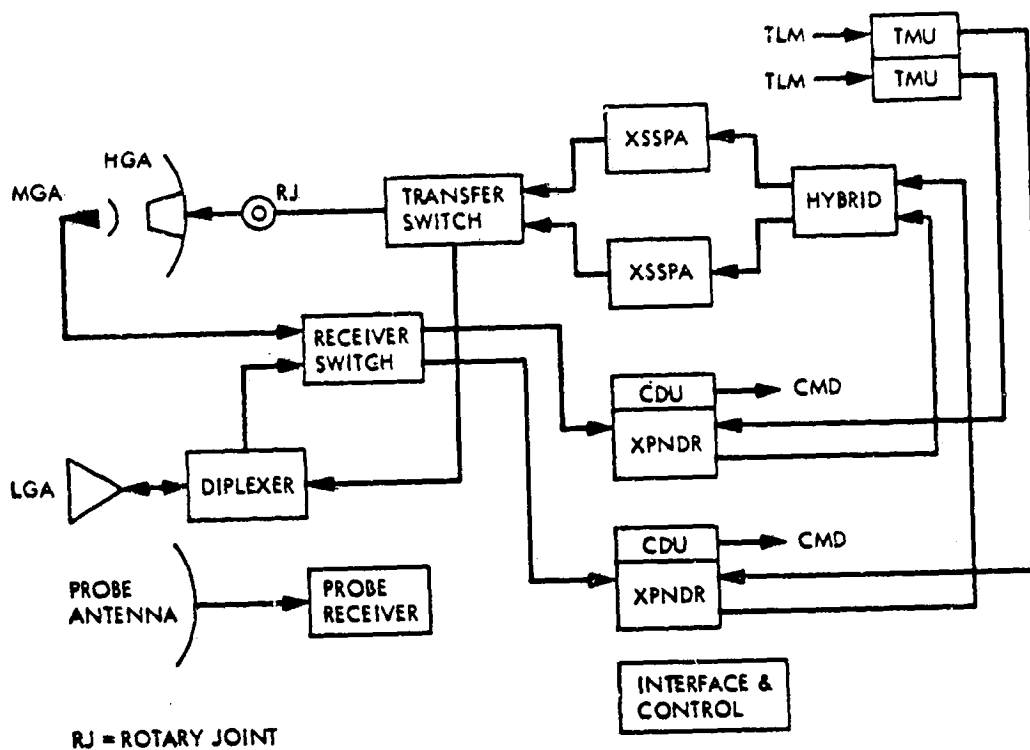 TLM
TMU
TLM
TMU
XSSPA
HGA
MGA
RJ
TRANSFER
SWITCH
HYBRID
XSSPA
RECEIVER
SWITCH
CDU
CMD
XPNDR
LGA
DIPLEXER
CDU
CMD
XPNDR
PROBE
ANTENNA
PROBE
RECEIVER
INTERFACE &
CONTROL
RJ = ROTARY JOINT